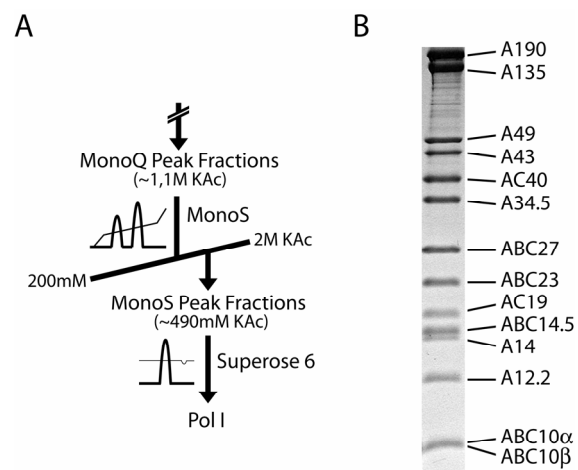 A
MonoQ Peak Fractions
(~1,1M KAc)
MonoS
2M KAc
200mM
MonoS Peak Fractions
(~490mM KAc)
Superose 6
Pol I
B
A190
A135
A49
A43
AC40
A34.5
ABC27
ABC23
AC19
ABC14.5
A14
A12.2
ABC10α
ABC10β